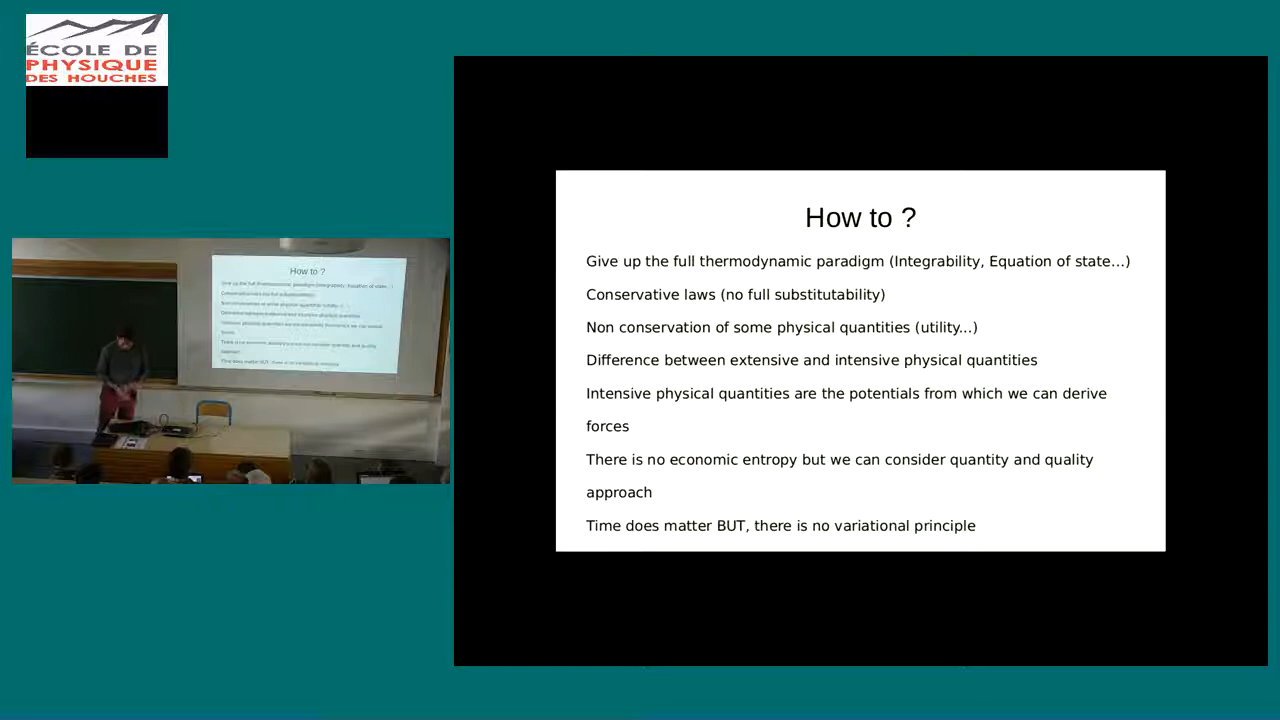 ÉCOLE DE
PHYSIQUE
DES HOUCHES
How to ?
Give up the full thermodynamic paradigm (Integrability, Equation of state...)
Conservative laws (no full substitutability)
Non conservation of some physical quantities (utility...)
Difference between extensive and intensive physical quantities
Intensive physical quantities are the potentials from which we can derive
forces
There is no economic entropy but we can consider quantity and quality
approach
Time does matter BUT, there is no variational principle
How to ?